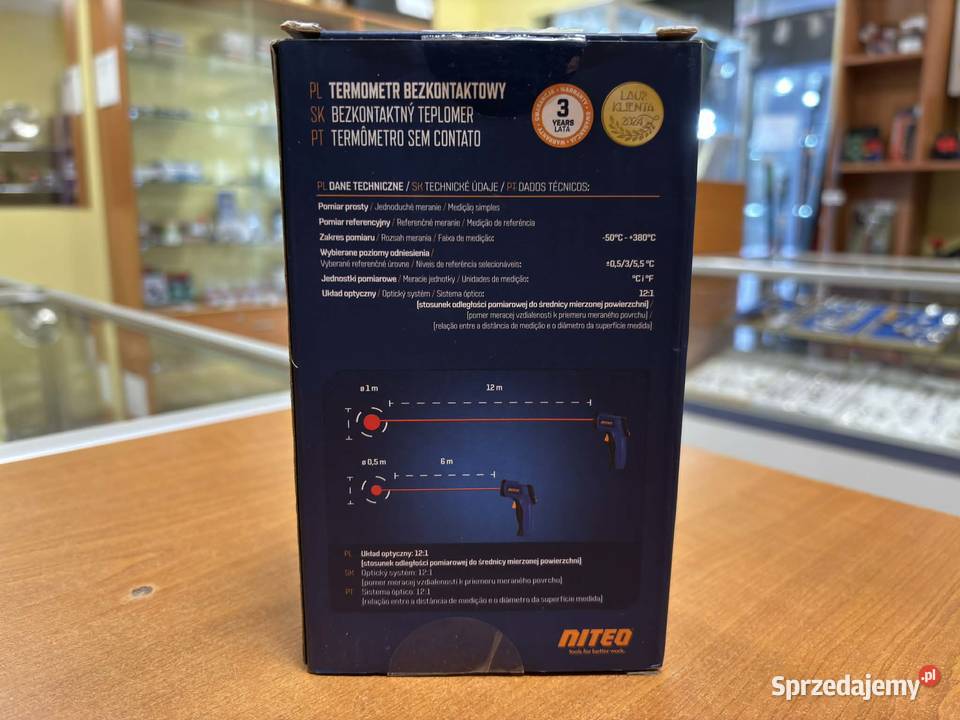 PL TERMOMETR BEZKONTAKTOWY
SK BEZKONTAKTNÝ TEPLOMER
PT TERMÔMETRO SEM CONTATO
3
YEARS
LATA
LAUR
KLIENTA
2024
PL DANE TECHNICZNE / SK TECHNICKÉ ÚDAJE / PT DADOS TÉCNICOS:
Pomiar prosty / Jednoduché meranie / Medição simples
Pomiar referencyjny / Referenčné meranie / Medição de referência
Zakres pomiaru / Rozsah merania / Faixa de medição: -50°C - +380°C
Wybierane poziomy odniesienia /
Vyberané referenčné úrovne / Níveis de referência selecionáveis: ±0,5/3/5,5 °C
Jednostki pomiarowe / Meracie jednotky / Unidades de medição: °C i °F
Układ optyczny / Optický systém / Sistema óptico: 12:1
(stosunek odległości pomiarowej do średnicy mierzonej powierzchni) /
(pomer meracej vzdialenosti k priemeru meraného povrchu) /
(relação entre a distância de medição e o diâmetro da superfície medida)
ø 1 m 12 m
NITEO
ø 0,5 m 6 m
NITEO
PL Układ optyczny: 12:1
(stosunek odległości pomiarowej do średnicy mierzonej powierzchni)
SK Optický systém: 12:1
(pomer meracej vzdialenosti k priemeru meraného povrchu)
PT Sistema óptico: 12:1
(relação entre a distância de medição e o diâmetro da superfície medida)
NITEO
tools for better work.
Sprzedajemy.pl